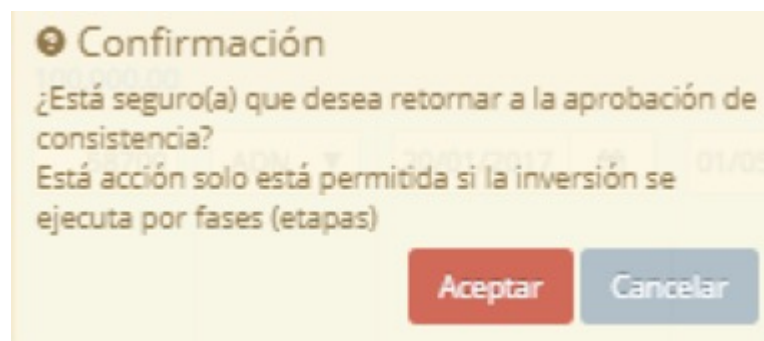 Confirmación
¿Está seguro(a) que desea retornar a la aprobación de
consistencia?
Está acción solo está permitida si la inversión se
ejecuta por fases (etapas)
Aceptar Cancelar